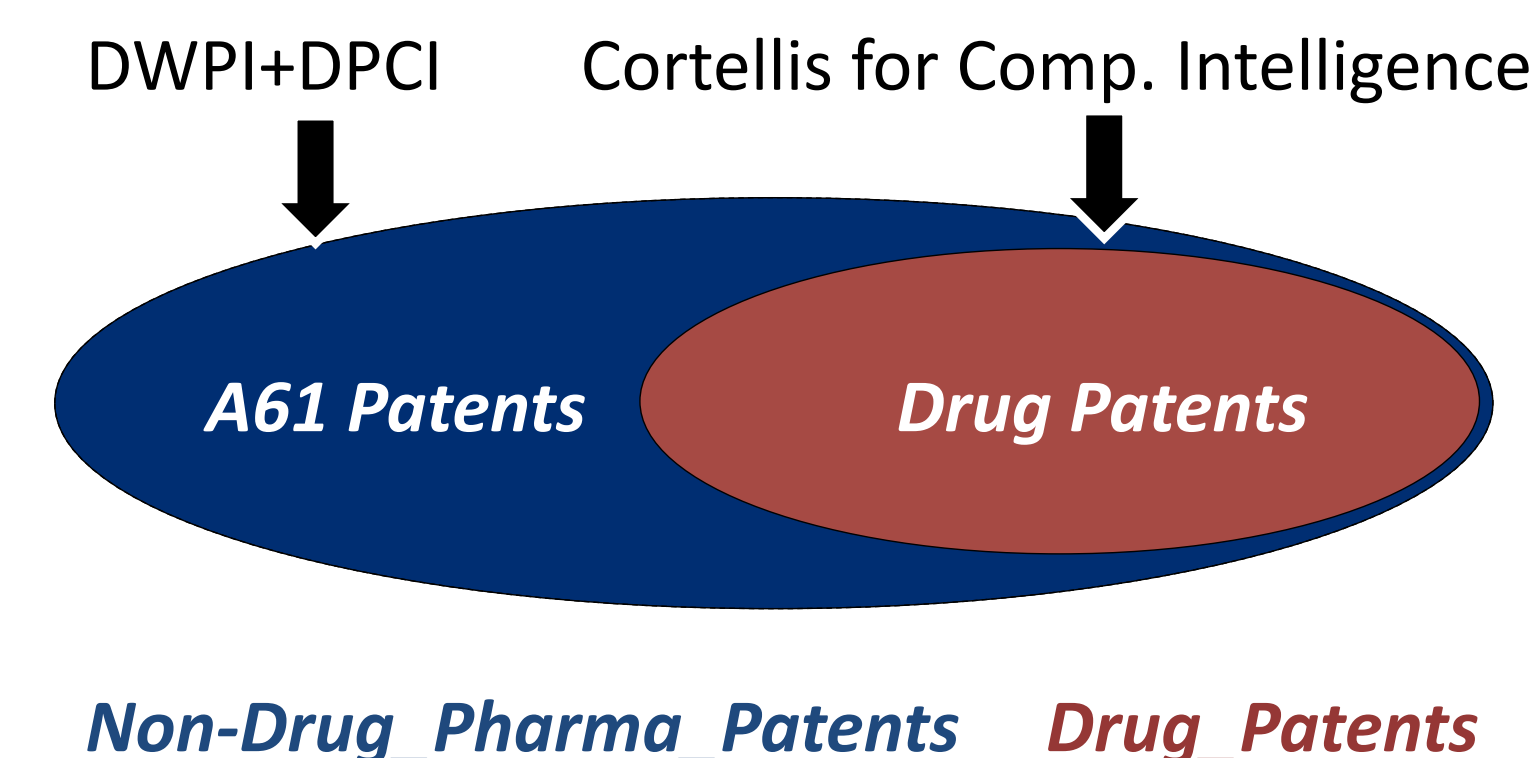 DWPI+DPCI Cortellis for Comp. Intelligence
A61 Patents Drug Patents
Non-Drug_Pharma_Patents Drug_Patents